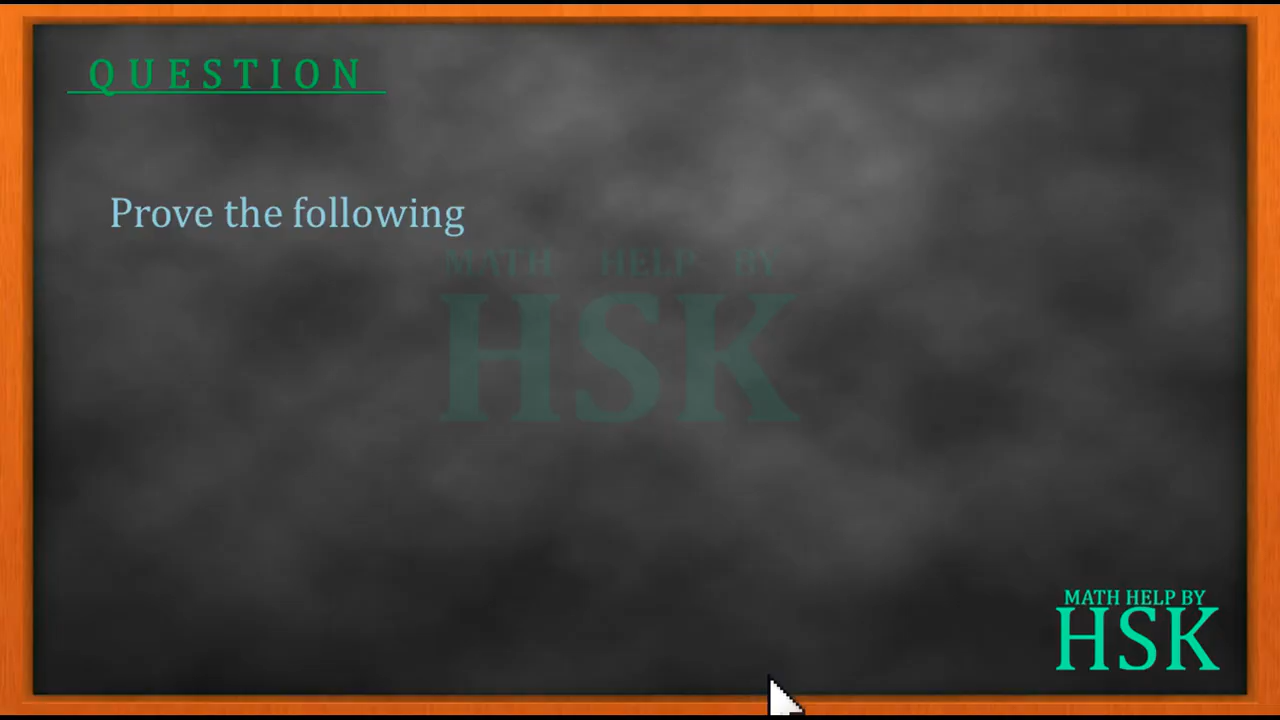 QUESTION
Prove the following
MATH HELP BY
HSK
MATH HELP BY
HSK